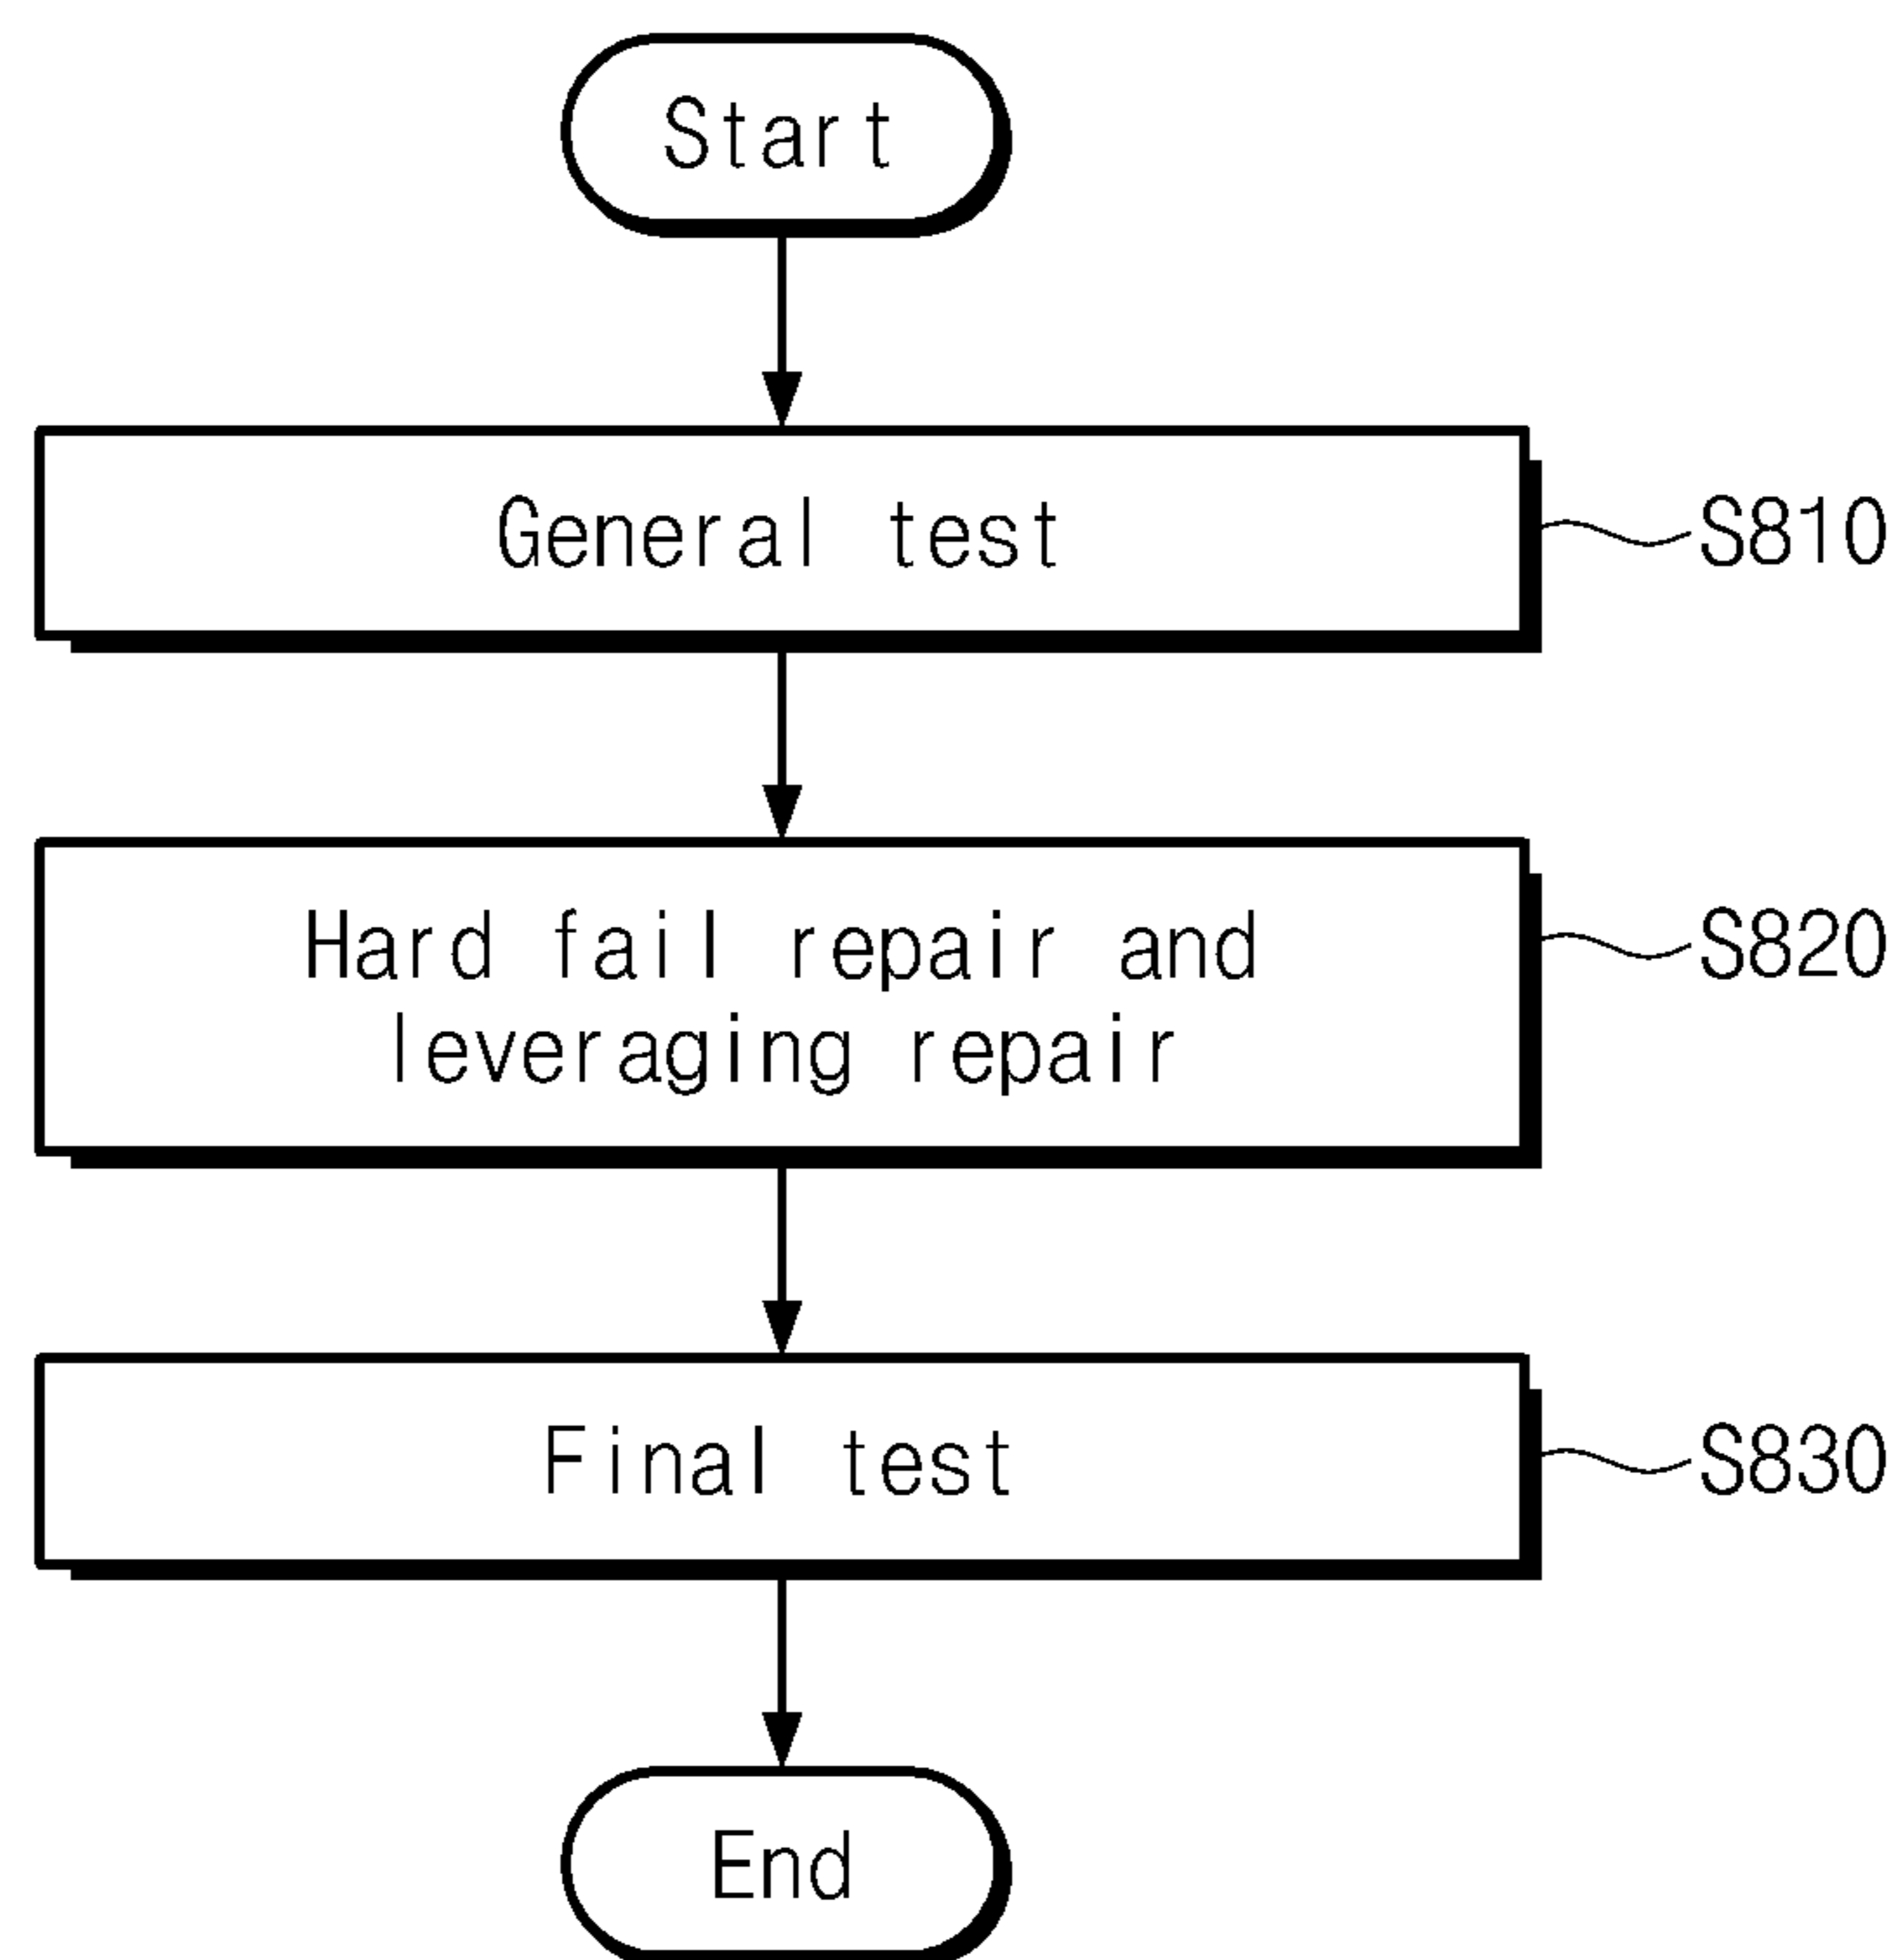 Start
General test
S810
Hard fail repair and
leveraging repair
S820
Final test
S830
End